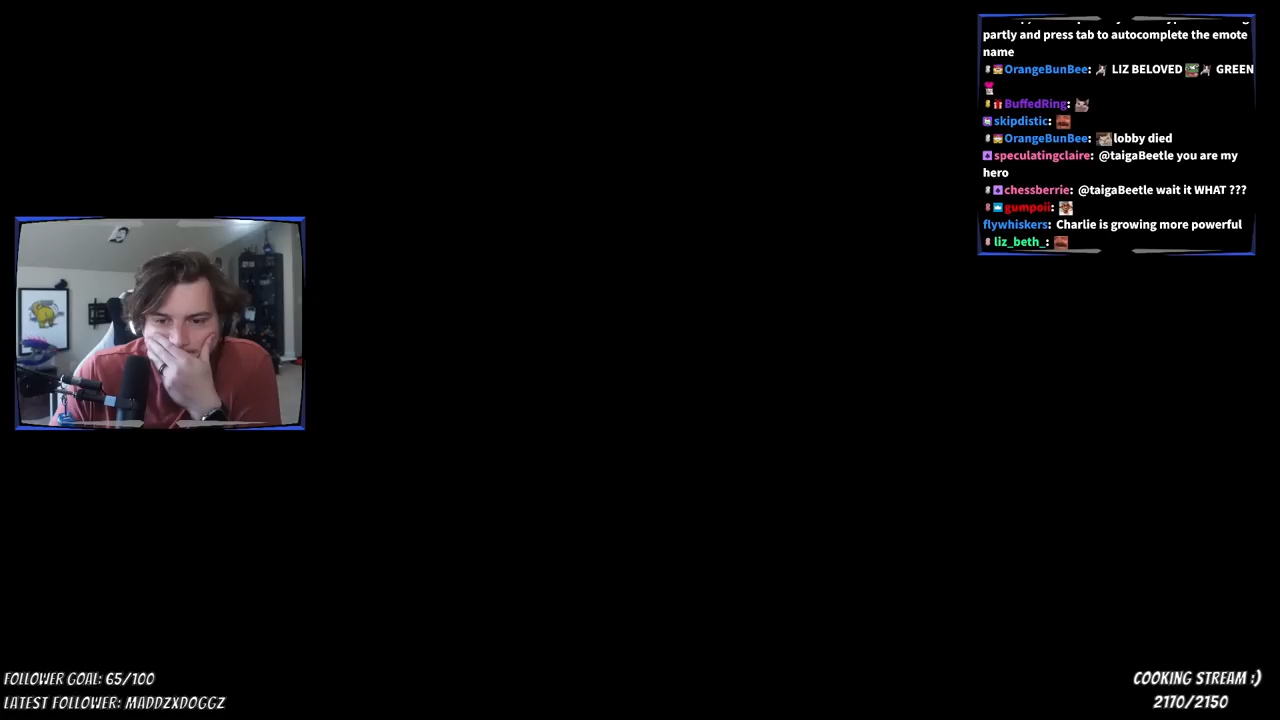 partly and press tab to autocomplete the emote
name
OrangeBunBee: LIZ BELOVED GREEN
BuffedRing:
skipdistic:
OrangeBunBee: lobby died
speculatingclaire: @taigaBeetle you are my
hero
chessberrie: @taigaBeetle wait it WHAT ???
gumpoii:
flywhiskers: Charlie is growing more powerful
liz_beth_:
FOLLOWER GOAL: 65/100
LATEST FOLLOWER: MADDZXDOGGZ
COOKING STREAM :)
2170/2150